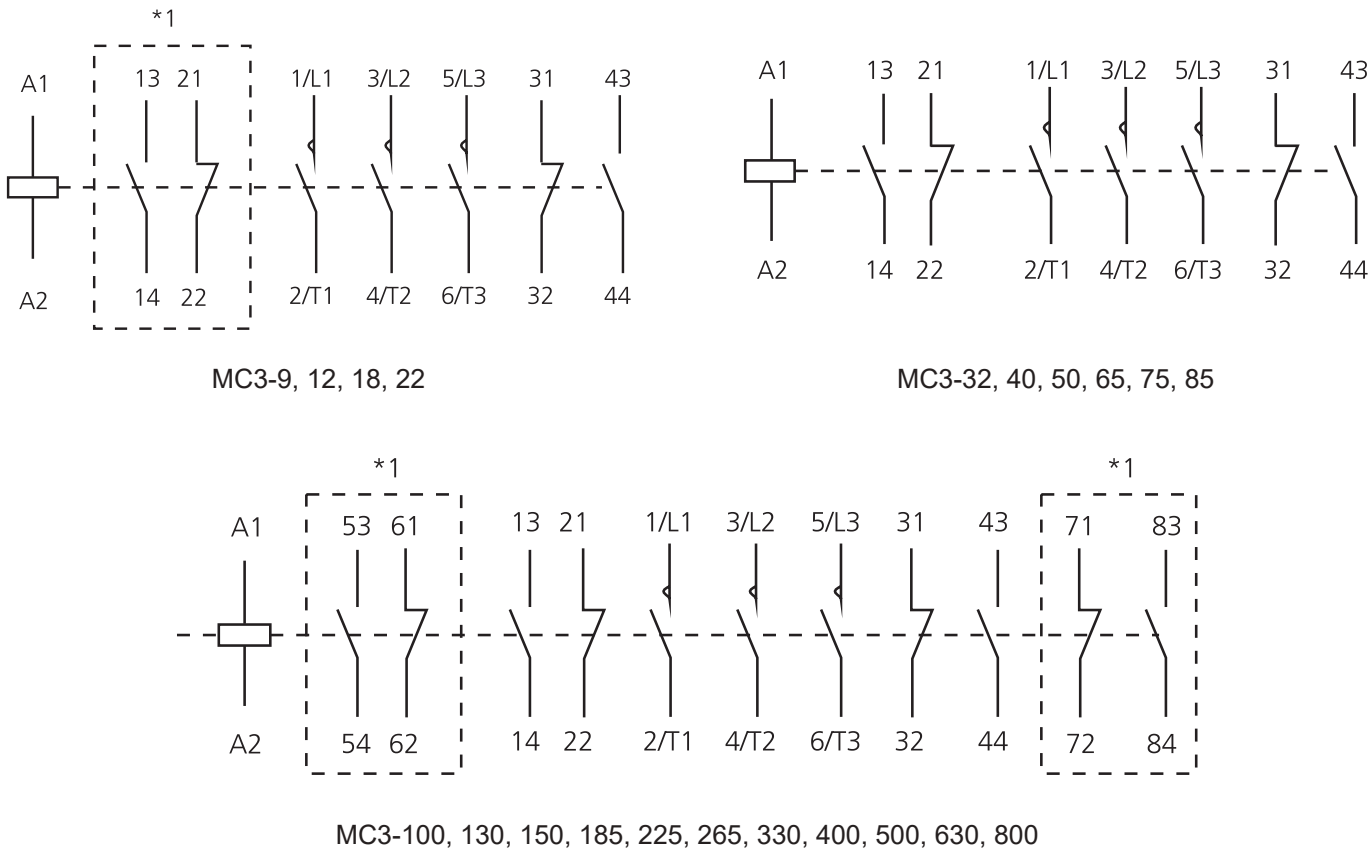 *1
A1 13 21 1/L1 3/L2 5/L3 31 43
A2 14 22 2/T1 4/T2 6/T3 32 44
MC3-9, 12, 18, 22
A1 13 21 1/L1 3/L2 5/L3 31 43
A2 14 22 2/T1 4/T2 6/T3 32 44
MC3-32, 40, 50, 65, 75, 85
*1 *1
A1 53 61 13 21 1/L1 3/L2 5/L3 31 43 71 83
A2 54 62 14 22 2/T1 4/T2 6/T3 32 44 72 84
MC3-100, 130, 150, 185, 225, 265, 330, 400, 500, 630, 800